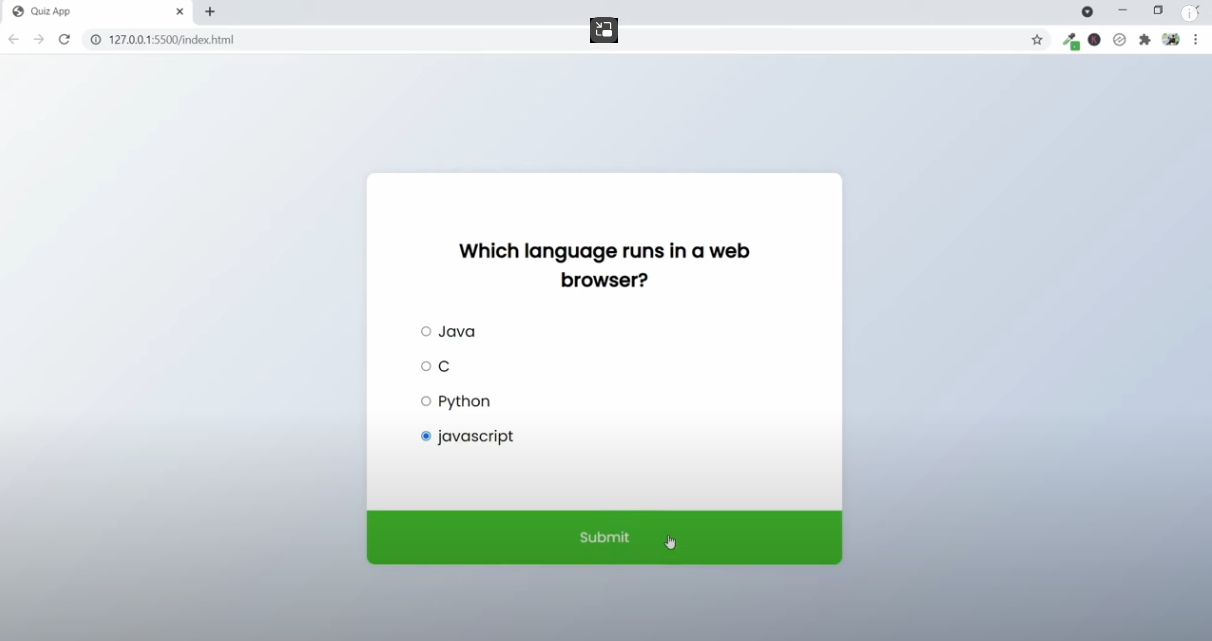 Quiz App
127.0.0.1:5500/index.html
Which language runs in a web
browser?
Java
C
Python
javascript
Submit